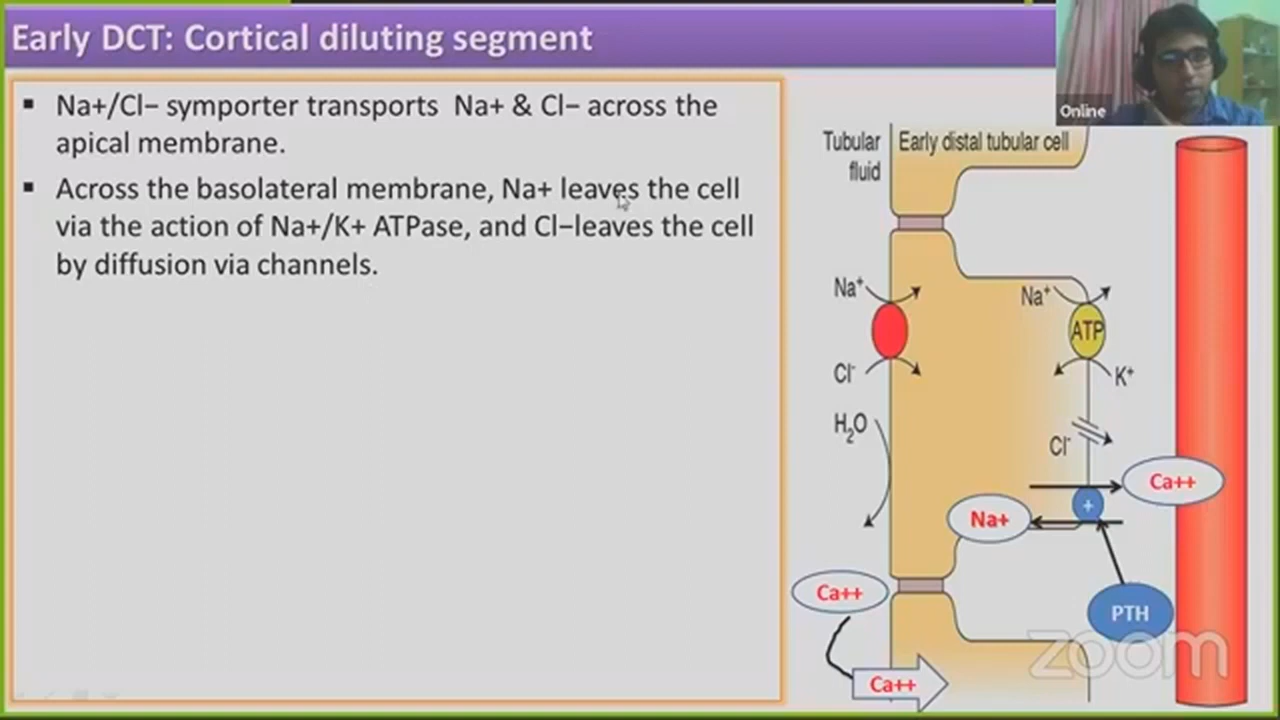 Early DCT: Cortical diluting segment
Online
▪ Na+/Cl− symporter transports Na+ & Cl− across the
apical membrane.
▪ Across the basolateral membrane, Na+ leaves the cell
via the action of Na+/K+ ATPase, and Cl−leaves the cell
by diffusion via channels.
Tubular
fluid
Early distal tubular cell
Na⁺
Na⁺
ATP
Cl⁻
K⁺
H₂O
Cl⁻
Ca++
+
Na+
Ca++
PTH
zoom
Ca++